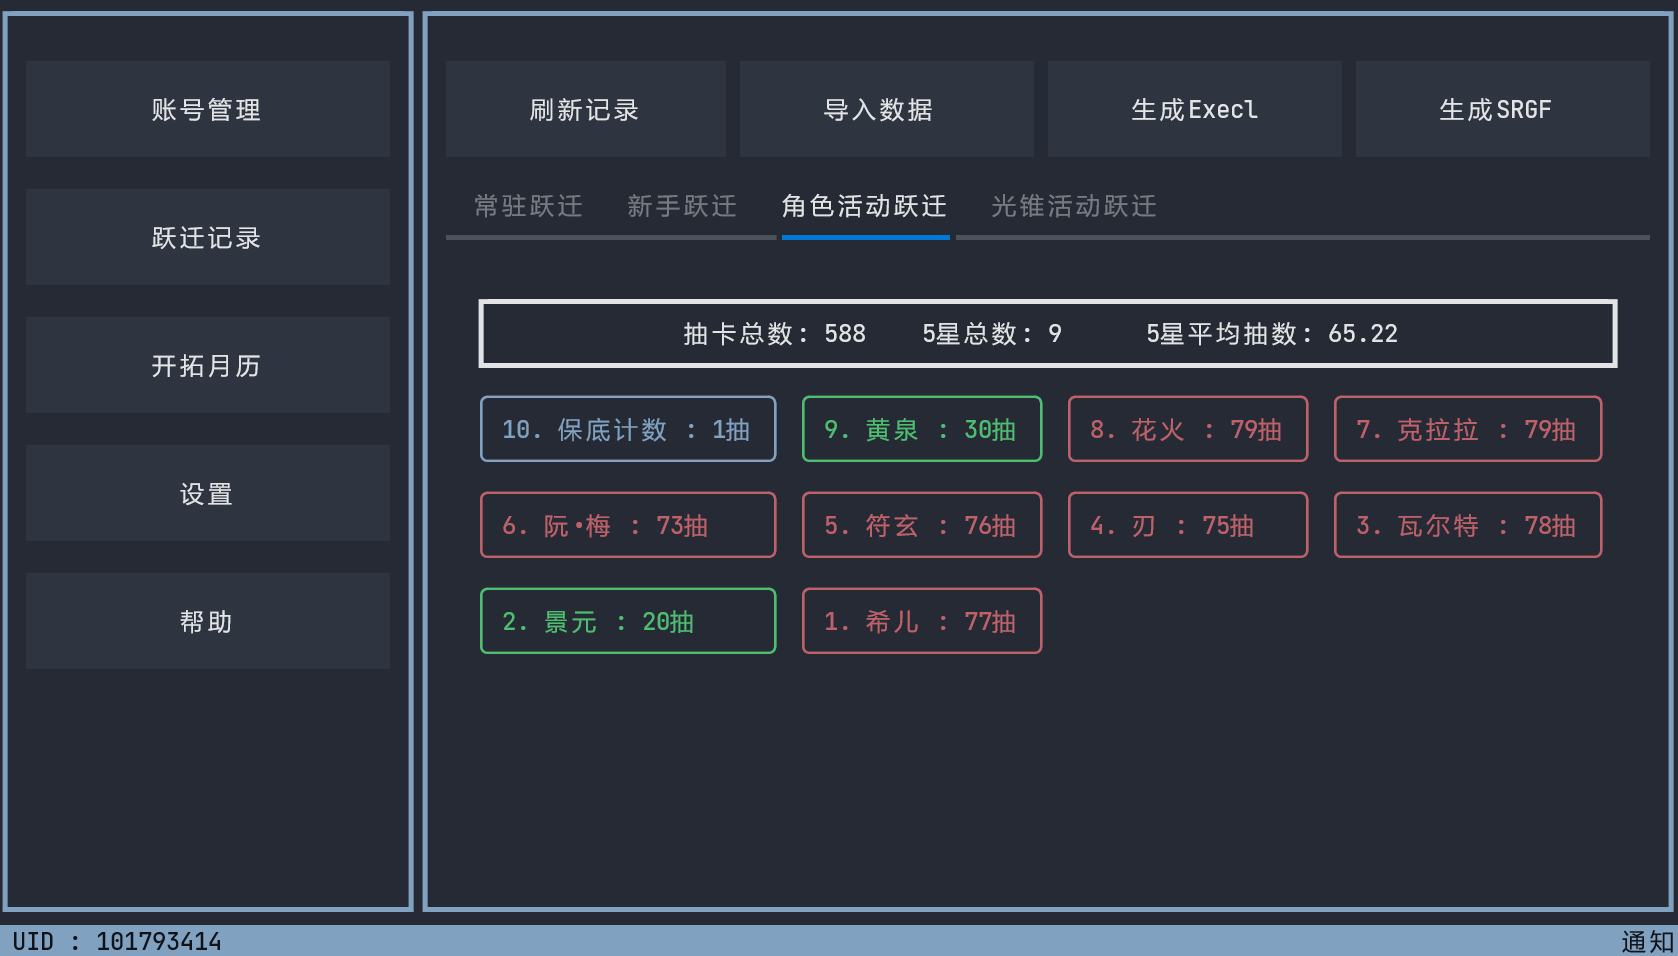 账号管理
跃迁记录
开拓月历
设置
帮助
刷新记录 导入数据 生成Execl 生成SRGF
常驻跃迁 新手跃迁 角色活动跃迁 光锥活动跃迁
抽卡总数: 588 5星总数: 9 5星平均抽数: 65.22
10. 保底计数 : 1抽 9. 黄泉 : 30抽 8. 花火 : 79抽 7. 克拉拉 : 79抽
6. 阮•梅 : 73抽 5. 符玄 : 76抽 4. 刃 : 75抽 3. 瓦尔特 : 78抽
2. 景元 : 20抽 1. 希儿 : 77抽
UID : 101793414 通知